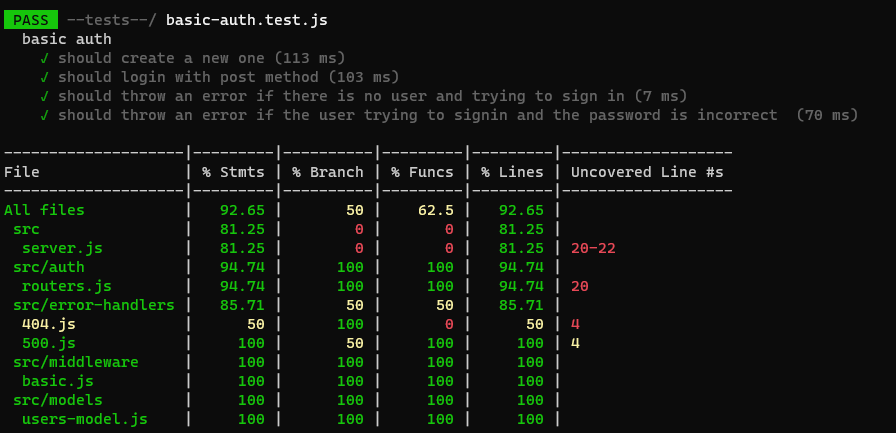 PASS --tests--/ basic-auth.test.js
  basic auth
    ✓ should create a new one (113 ms)
    ✓ should login with post method (103 ms)
    ✓ should throw an error if there is no user and trying to sign in (7 ms)
    ✓ should throw an error if the user trying to signin and the password is incorrect  (70 ms)
--------------------|---------|----------|---------|---------|-------------------
File                | % Stmts | % Branch | % Funcs | % Lines | Uncovered Line #s
--------------------|---------|----------|---------|---------|-------------------
All files           |   92.65 |       50 |    62.5 |   92.65 |
 src                |   81.25 |        0 |       0 |   81.25 |
  server.js         |   81.25 |        0 |       0 |   81.25 | 20-22
 src/auth           |   94.74 |      100 |     100 |   94.74 |
  routers.js        |   94.74 |      100 |     100 |   94.74 | 20
 src/error-handlers |   85.71 |       50 |      50 |   85.71 |
  404.js            |      50 |      100 |       0 |      50 | 4
  500.js            |     100 |       50 |     100 |     100 | 4
 src/middleware     |     100 |      100 |     100 |     100 |
  basic.js          |     100 |      100 |     100 |     100 |
 src/models         |     100 |      100 |     100 |     100 |
  users-model.js    |     100 |      100 |     100 |     100 |